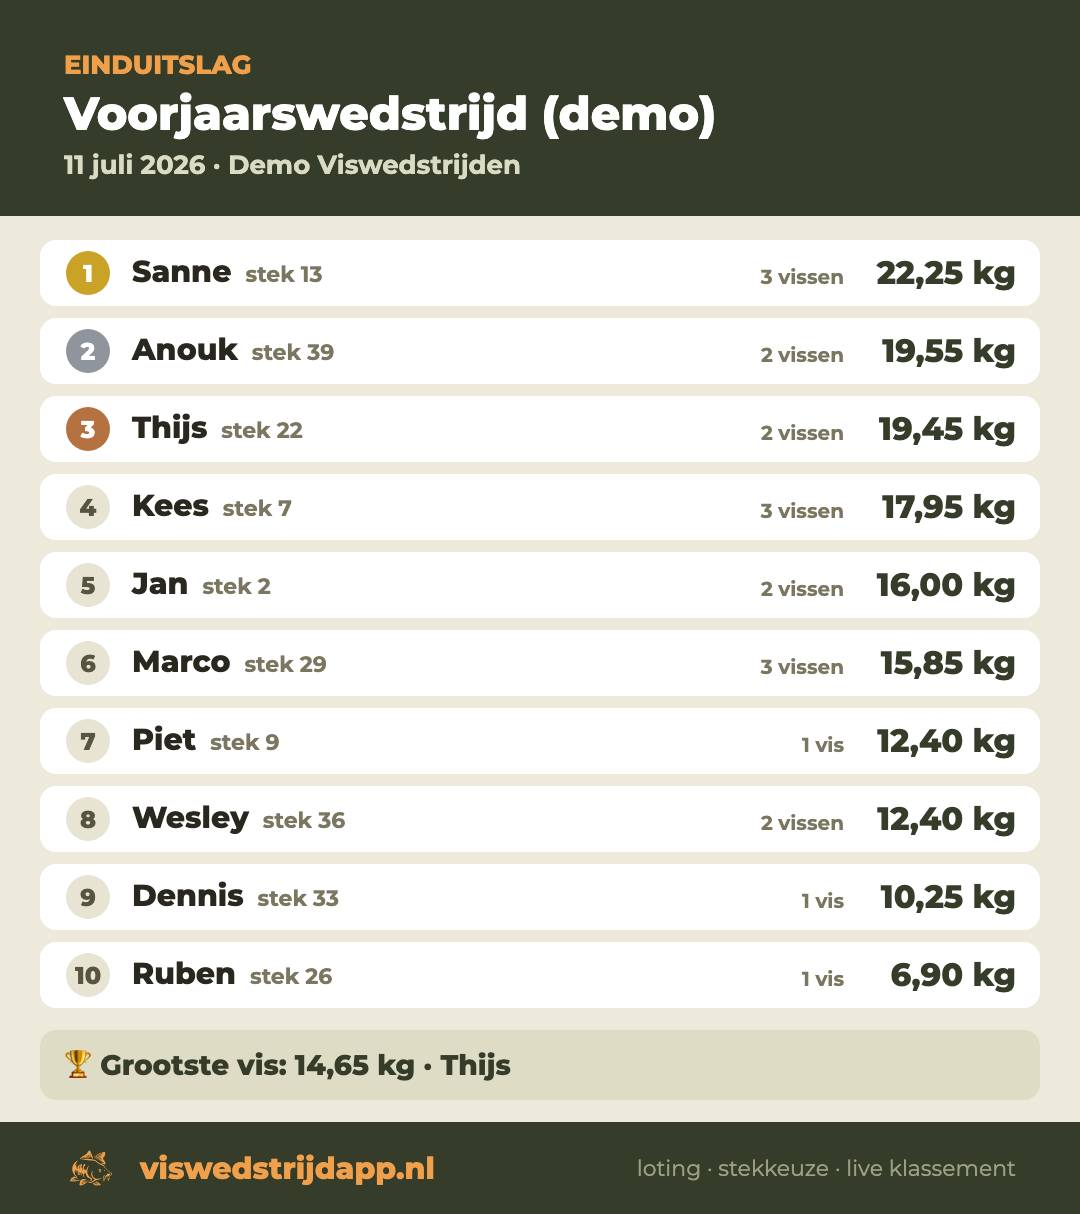 EINDUITSLAG
Voorjaarswedstrijd (demo)
11 juli 2026 · Demo Viswedstrijden
1 Sanne stek 13 3 vissen 22,25 kg
2 Anouk stek 39 2 vissen 19,55 kg
3 Thijs stek 22 2 vissen 19,45 kg
4 Kees stek 7 3 vissen 17,95 kg
5 Jan stek 2 2 vissen 16,00 kg
6 Marco stek 29 3 vissen 15,85 kg
7 Piet stek 9 1 vis 12,40 kg
8 Wesley stek 36 2 vissen 12,40 kg
9 Dennis stek 33 1 vis 10,25 kg
10 Ruben stek 26 1 vis 6,90 kg
🏆 Grootste vis: 14,65 kg · Thijs
viswedstrijdapp.nl loting · stekkeuze · live klassement